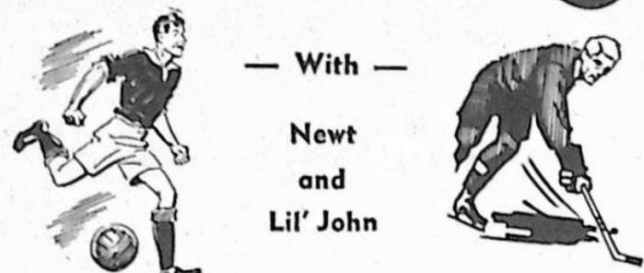 — With —
Newt
and
Lil' John